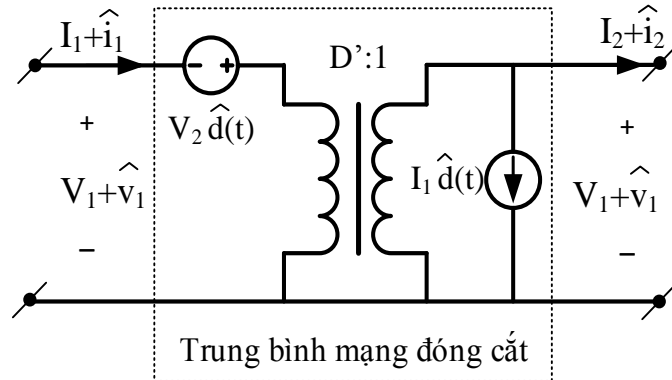 I₁+î₁
I₂+î₂
D’:1
− +
V₂ d̂(t)
+
+
V₁+v̂₁
I₁ d̂(t)
V₁+v̂₁
−
−
Trung bình mạng đóng cắt